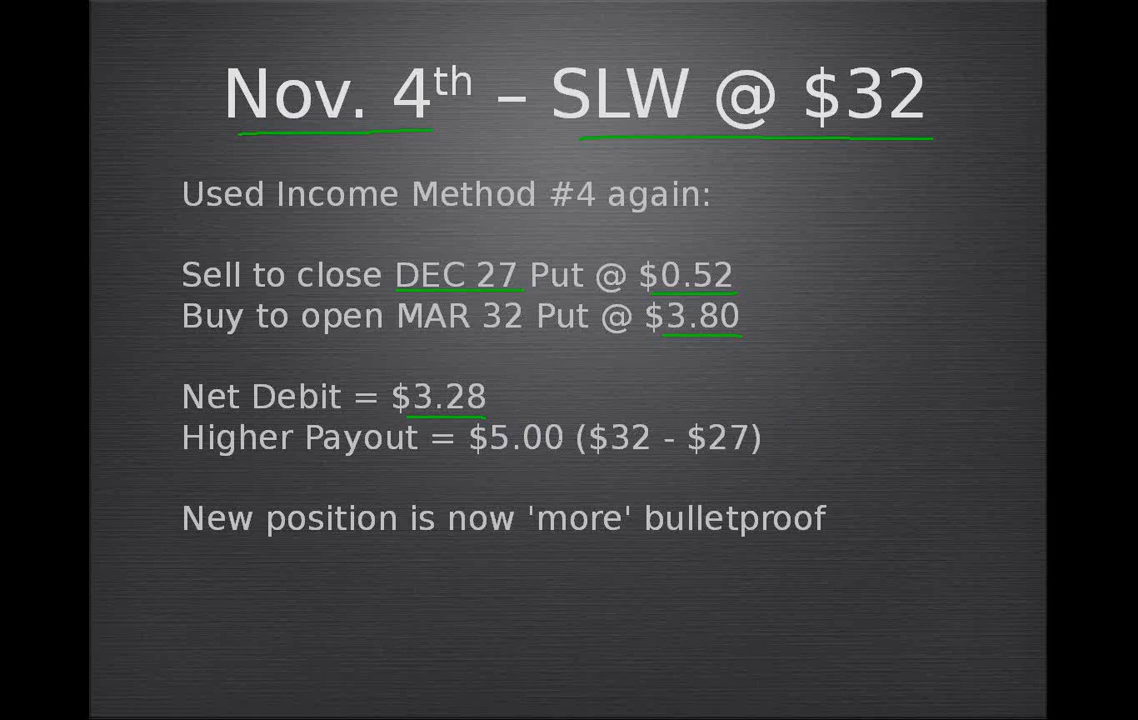 Nov. 4th – SLW @ $32
Used Income Method #4 again:
Sell to close DEC 27 Put @ $0.52
Buy to open MAR 32 Put @ $3.80
Net Debit = $3.28
Higher Payout = $5.00 ($32 - $27)
New position is now 'more' bulletproof